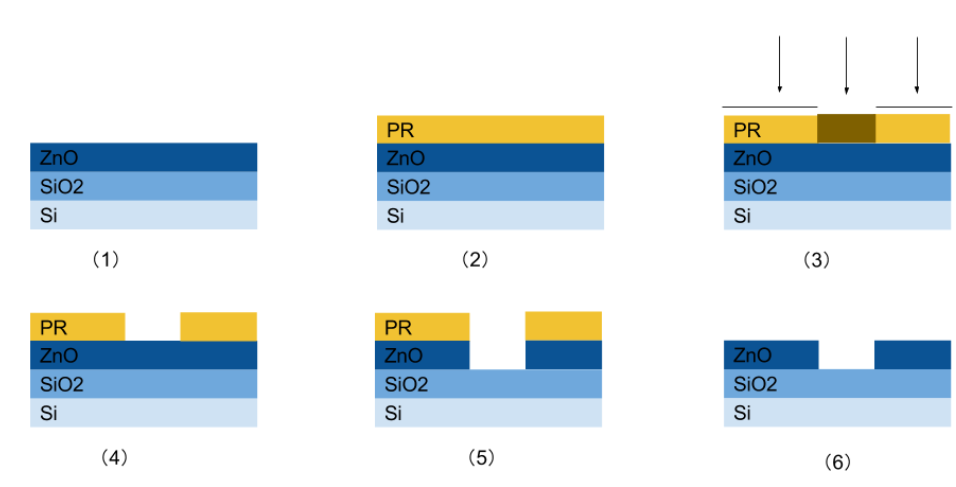 ZnO
SiO2
Si
(1)
PR
ZnO
SiO2
Si
(2)
PR
ZnO
SiO2
Si
(3)
PR
ZnO
SiO2
Si
(4)
PR
ZnO
SiO2
Si
(5)
ZnO
SiO2
Si
(6)